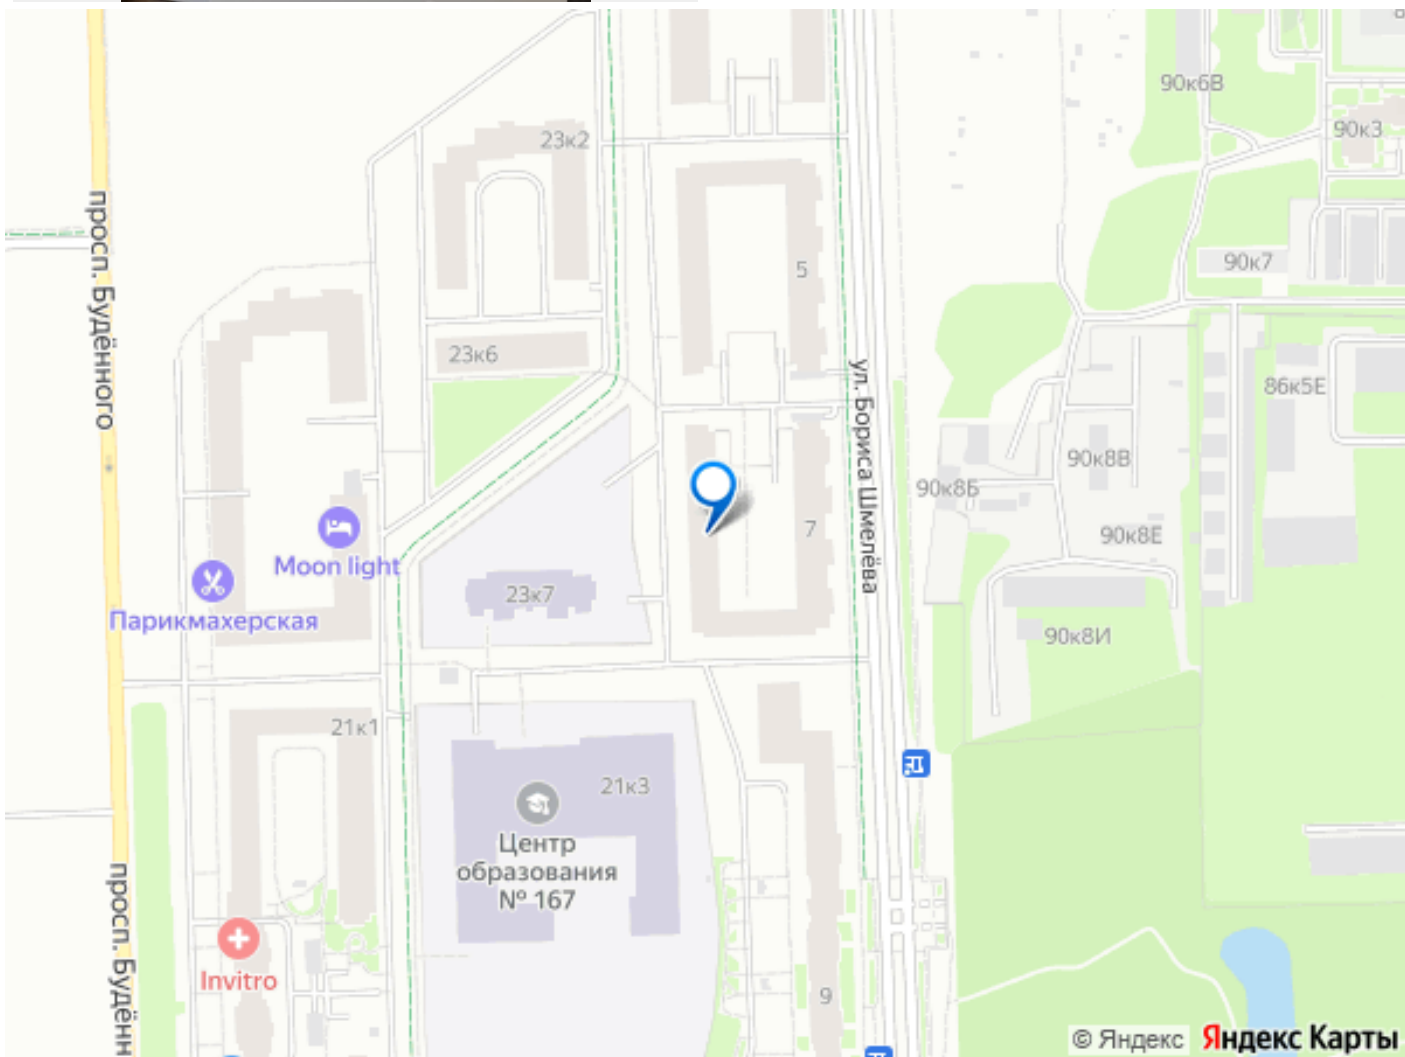 90к6В
23к2
90к3
просп. Будённого
5
90к7
23к6
ул. Бориса Шмелёва
86к5Е
90к8В
90к8Б
Moon light
7
90к8Е
23к7
Парикмахерская
90к8И
21к1
21к3
Центр
образования
№ 167
просп. Будённ
Invitro
9
© Яндекс
Яндекс Карты